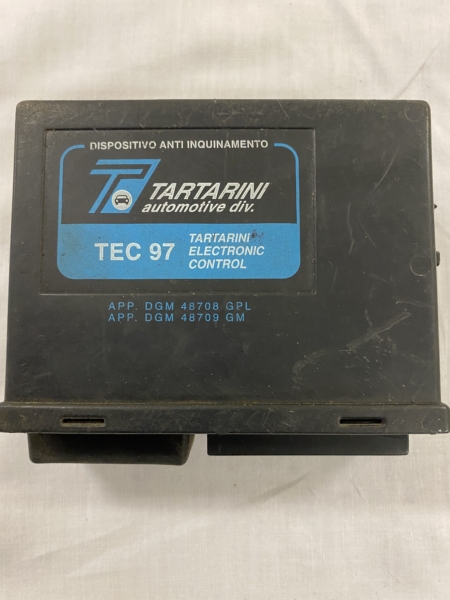 DISPOSITIVO ANTI INQUINAMENTO
TARTARINI
automotive div.
TEC 97
TARTARINI
ELECTRONIC
CONTROL
APP. DGM 48708 GPL
APP. DGM 48709 GM